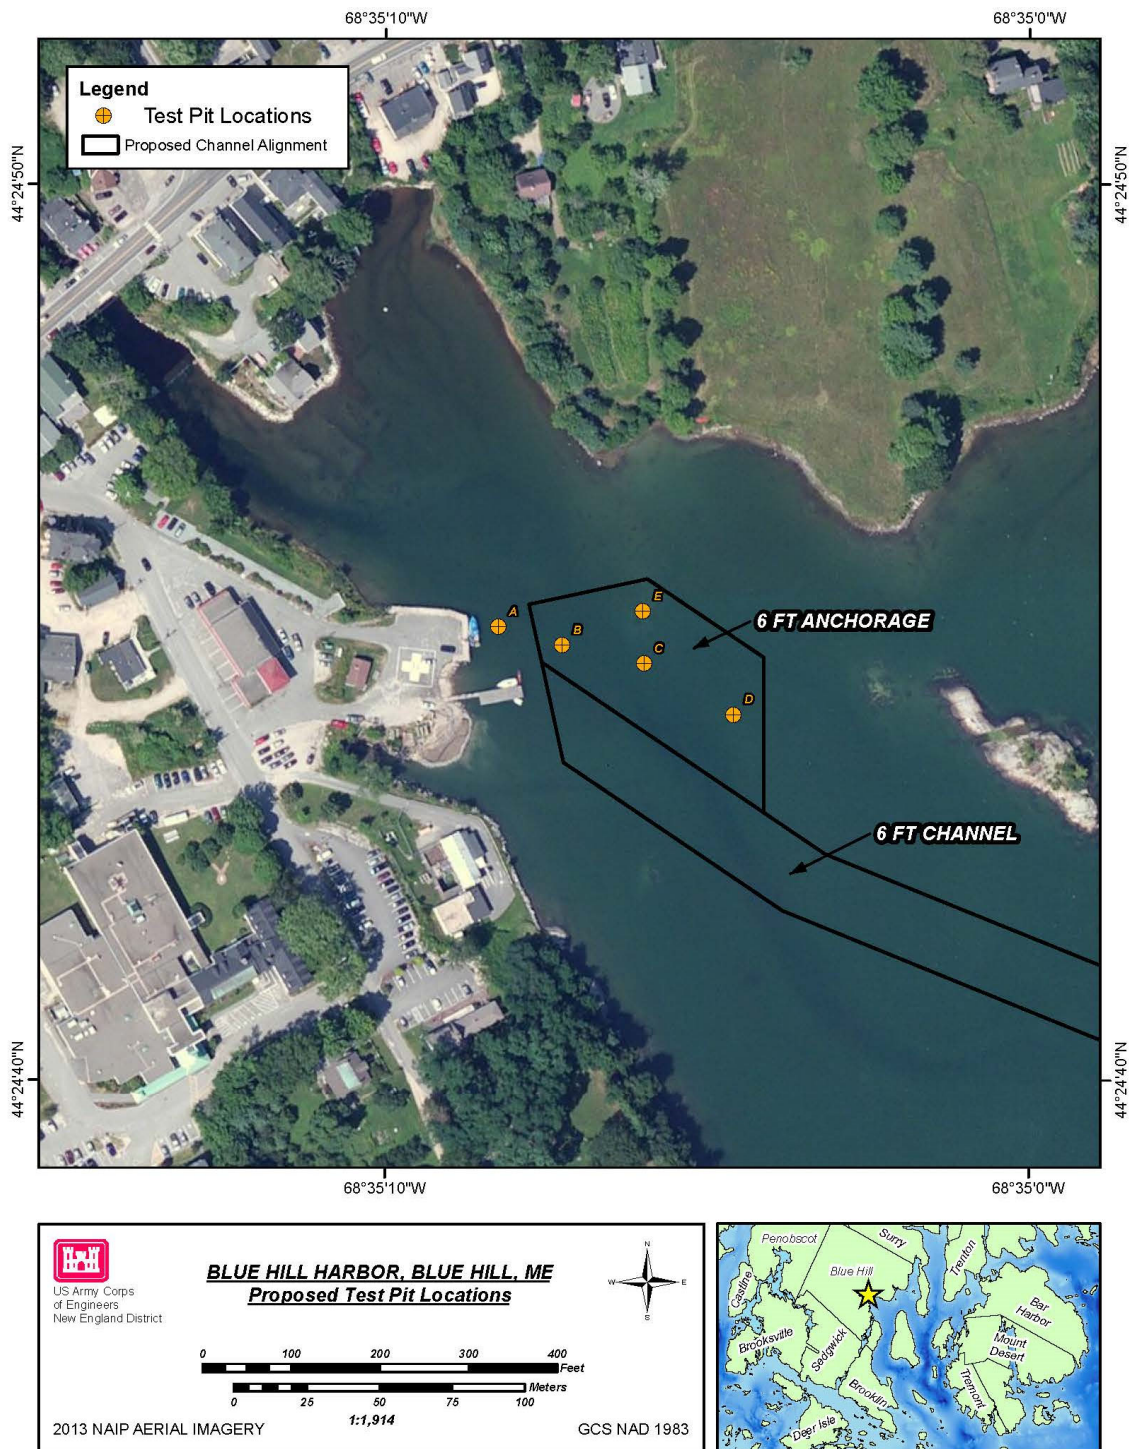 68°35'10"W
68°35'0"W
Legend
Test Pit Locations
Proposed Channel Alignment
44°24'50"N
44°24'50"N
A
B
E
C
D
6 FT ANCHORAGE
6 FT CHANNEL
44°24'40"N
44°24'40"N
68°35'10"W
68°35'0"W
US Army Corps
of Engineers
New England District
BLUE HILL HARBOR, BLUE HILL, ME
Proposed Test Pit Locations
N
W
E
S
0 100 200 300 400
Feet
Meters
0 25 50 75 100
1:1,914
2013 NAIP AERIAL IMAGERY
GCS NAD 1983
Penobscot
Surry
Trenton
Blue Hill
Castine
Bar
Harbor
Brooksville
Sedgwick
Mount
Desert
Tremont
Brooklin
Deer Isle